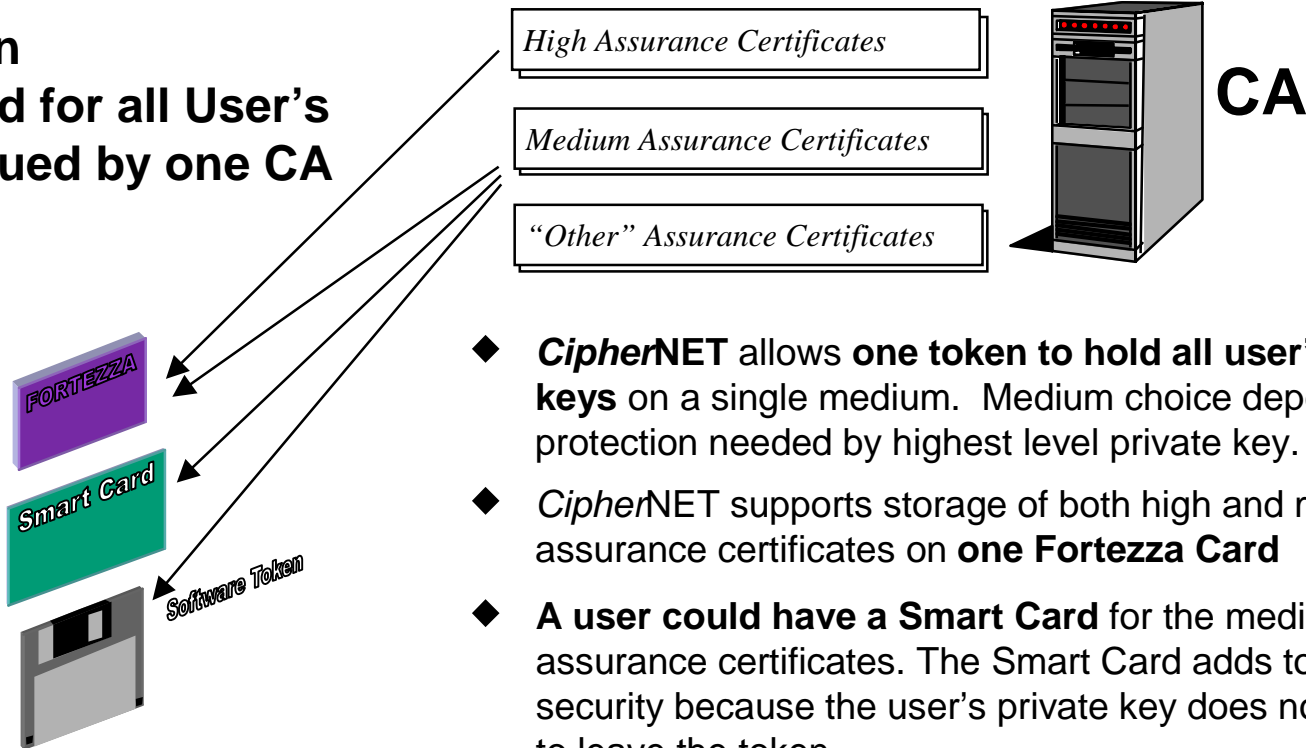 High Assurance Certificates
CA
for all User's
Medium Assurance Certificates
by one CA
“Other” Assurance Certificates
FORTEZZA
Smart Card
Software Token
◆ CipherNET allows one token to hold all user's
keys on a single medium. Medium choice
protection needed by highest level private key.
◆ CipherNET supports storage of both high and
assurance certificates on one Fortezza Card
◆ A user could have a Smart Card for the
assurance certificates. The Smart Card adds to
security because the user's private key does
to leave the token